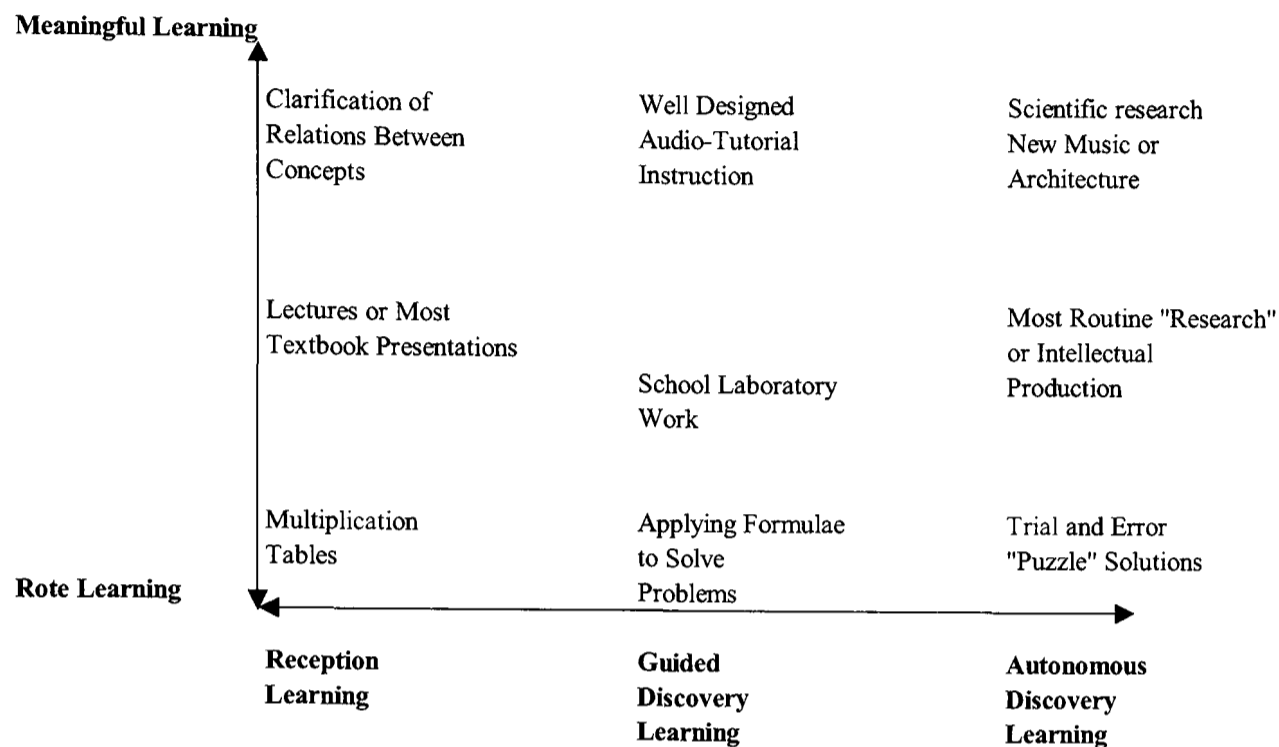 Meaningful Learning
Clarification of
Relations Between
Concepts
Well Designed
Audio-Tutorial
Instruction
Scientific research
New Music or
Architecture
Lectures or Most
Textbook Presentations
School Laboratory
Work
Most Routine "Research"
or Intellectual
Production
Multiplication
Tables
Applying Formulae
to Solve
Problems
Trial and Error
"Puzzle" Solutions
Rote Learning
Reception
Learning
Guided
Discovery
Learning
Autonomous
Discovery
Learning